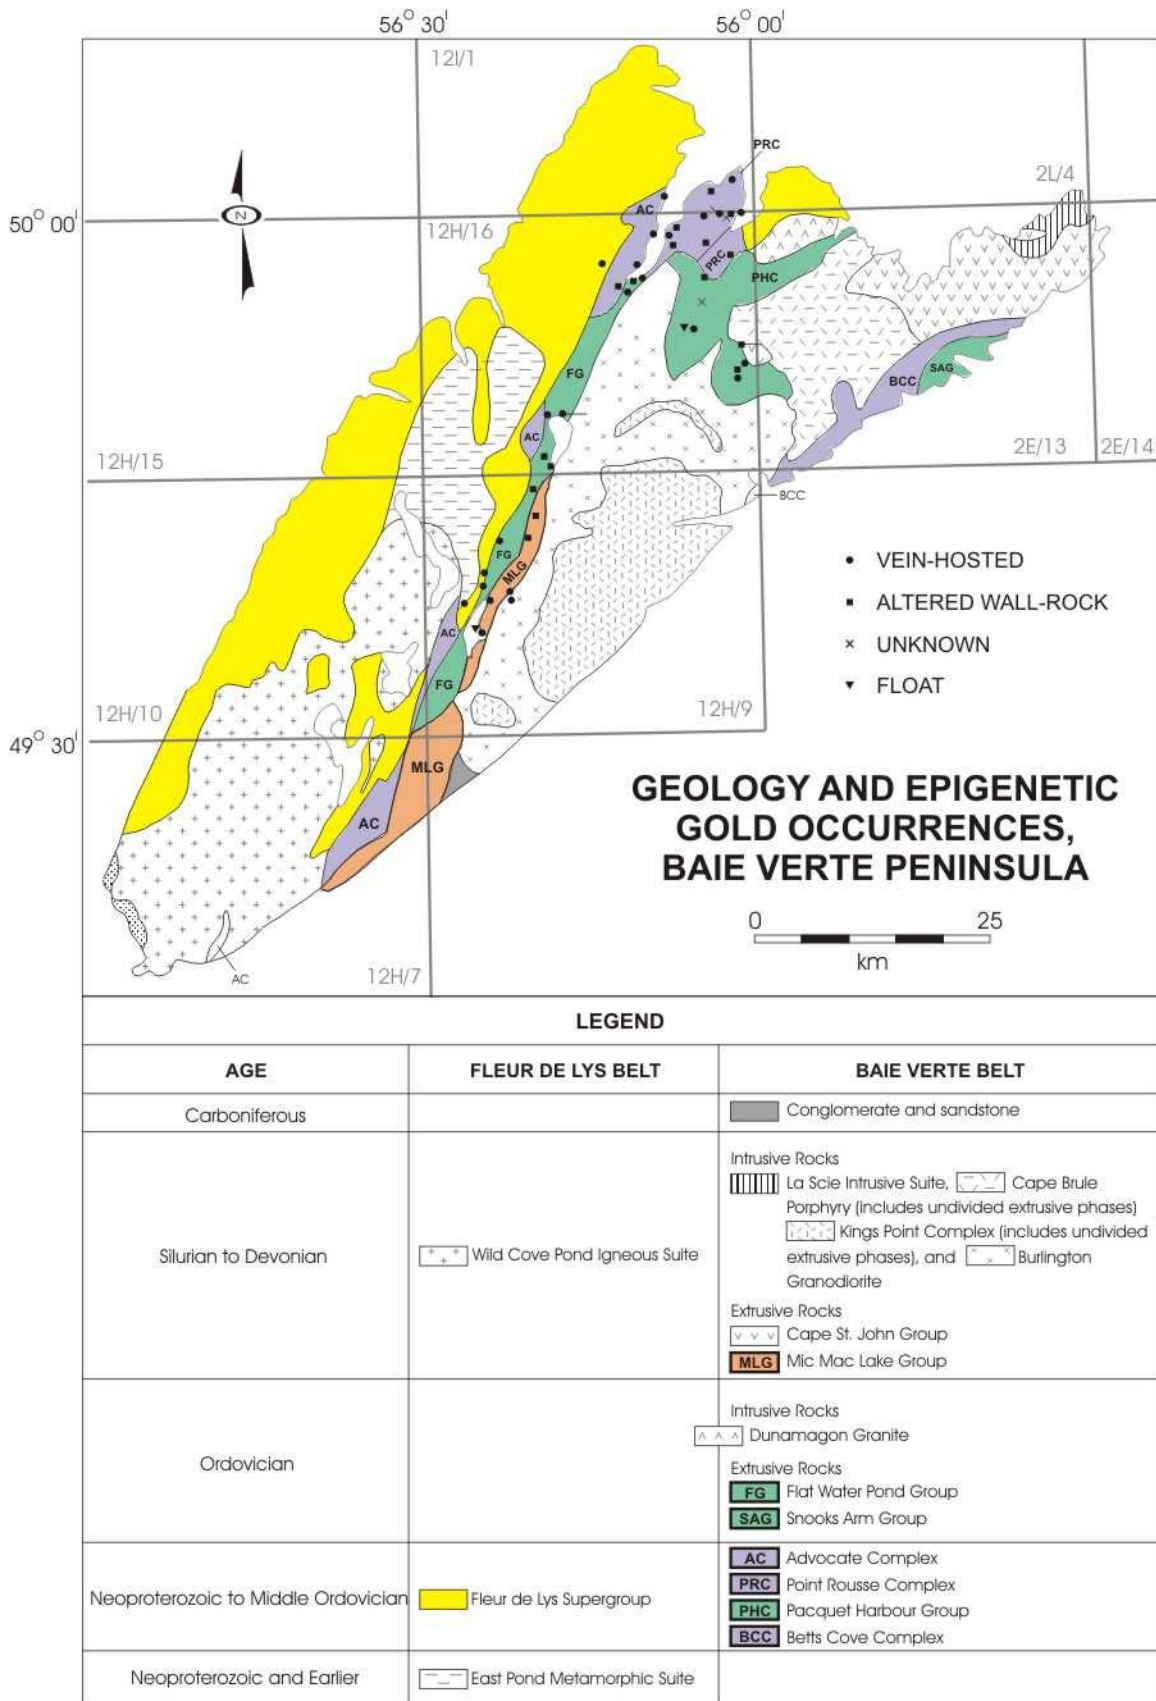 56° 30'
56° 00'
12I/1
PRC
2L/4
N
AC
50° 00'
12H/16
PRC
PHC
FG
BCC
SAG
AC
12H/15
2E/13
2E/14
BCC
FG
MLG
VEIN-HOSTED
ALTERED WALL-ROCK
AC
UNKNOWN
FG
FLOAT
12H/10
12H/9
49° 30'
MLG
GEOLOGY AND EPIGENETIC
GOLD OCCURRENCES,
BAIE VERTE PENINSULA
AC
0 25
km
12H/7
AC
LEGEND
AGE FLEUR DE LYS BELT BAIE VERTE BELT
Carboniferous
Conglomerate and sandstone
Silurian to Devonian
Wild Cove Pond Igneous Suite
Intrusive Rocks
La Scie Intrusive Suite, Cape Brule
Porphyry (includes undivided extrusive phases)
Kings Point Complex (includes undivided
extrusive phases), and Burlington
Granodiorite
Extrusive Rocks
Cape St. John Group
MLG Mic Mac Lake Group
Ordovician
Intrusive Rocks
Dunamagon Granite
Extrusive Rocks
FG Flat Water Pond Group
SAG Snooks Arm Group
Neoproterozoic to Middle Ordovician
Fleur de Lys Supergroup
AC Advocate Complex
PRC Point Rousse Complex
PHC Pacquet Harbour Group
BCC Betts Cove Complex
Neoproterozoic and Earlier
East Pond Metamorphic Suite